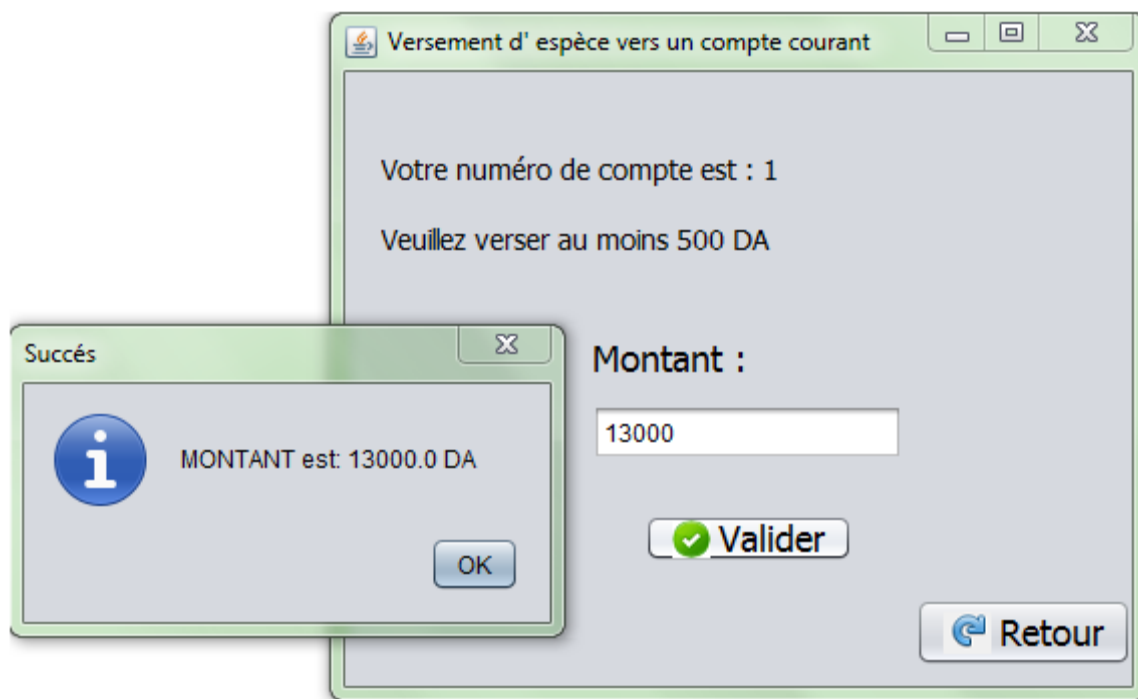 Versement d' espèce vers un compte courant
Votre numéro de compte est : 1
Veuillez verser au moins 500 DA
Succés
MONTANT est: 13000.0 DA
OK
Montant :
13000
Valider
Retour